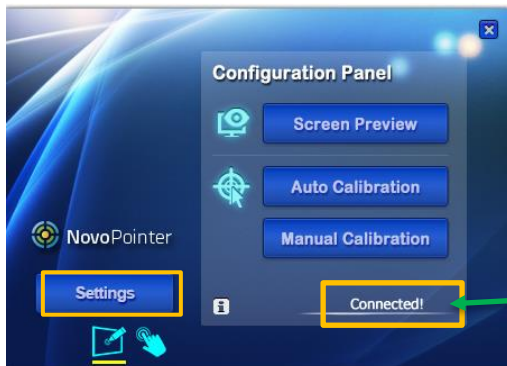 Configuration Panel
Screen Preview
Auto Calibration
NovoPointer
Manual Calibration
Settings
i
Connected!